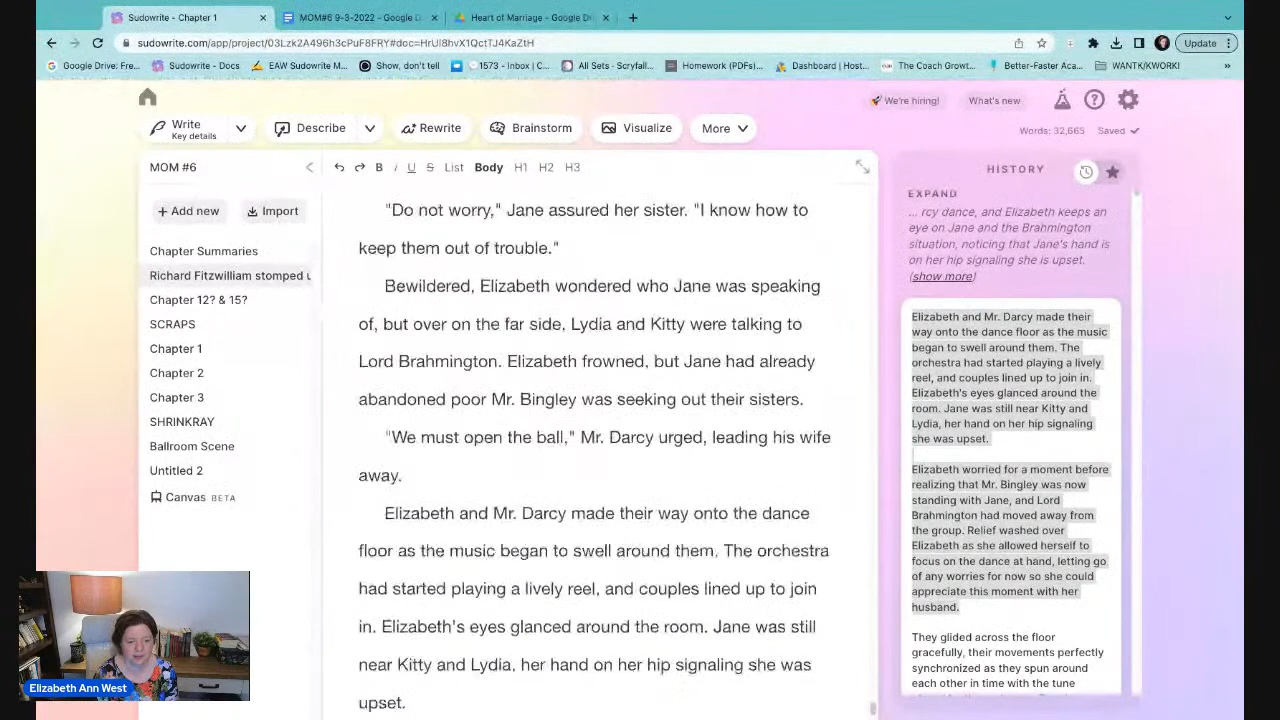 Sudowrite - Chapter 1
MOM#6 9-3-2022 - Google D
Heart of Marriage - Google Dri
sudowrite.com/app/project/03Lzk2A496h3cPuF8FRY#doc=HrUl8hvX1QctTJ4KaZtH
Update
Google Drive: Fre...
Sudowrite - Docs
EAW Sudowrite M...
Show, don't tell
1573 - Inbox | C...
All Sets - Scryfall...
Homework (PDFs)...
Dashboard | Host...
The Coach Growt...
Better-Faster Aca...
WANTK/KWORKI
»
We're hiring!
What's new
Write
Key details
Describe
Rewrite
Brainstorm
Visualize
More
Words: 32,665
Saved
MOM #6
B i U S List Body H1 H2 H3
HISTORY
+ Add new
Import
Chapter Summaries
Richard Fitzwilliam stomped u
Chapter 12? & 15?
SCRAPS
Chapter 1
Chapter 2
Chapter 3
SHRINKRAY
Ballroom Scene
Untitled 2
Canvas BETA
"Do not worry," Jane assured her sister. "I know how to
keep them out of trouble."
Bewildered, Elizabeth wondered who Jane was speaking
of, but over on the far side, Lydia and Kitty were talking to
Lord Brahmington. Elizabeth frowned, but Jane had already
abandoned poor Mr. Bingley was seeking out their sisters.
"We must open the ball," Mr. Darcy urged, leading his wife
away.
Elizabeth and Mr. Darcy made their way onto the dance
floor as the music began to swell around them. The orchestra
had started playing a lively reel, and couples lined up to join
in. Elizabeth's eyes glanced around the room. Jane was still
near Kitty and Lydia, her hand on her hip signaling she was
upset.
EXPAND
... rcy dance, and Elizabeth keeps an
eye on Jane and the Brahmington
situation, noticing that Jane's hand is
on her hip signaling she is upset.
(show more)
Elizabeth and Mr. Darcy made their
way onto the dance floor as the music
began to swell around them. The
orchestra had started playing a lively
reel, and couples lined up to join in.
Elizabeth's eyes glanced around the
room. Jane was still near Kitty and
Lydia, her hand on her hip signaling
she was upset.
Elizabeth worried for a moment before
realizing that Mr. Bingley was now
standing with Jane, and Lord
Brahmington had moved away from
the group. Relief washed over
Elizabeth as she allowed herself to
focus on the dance at hand, letting go
of any worries for now so she could
appreciate this moment with her
husband.
They glided across the floor
gracefully, their movements perfectly
synchronized as they spun around
each other in time with the tune
Elizabeth Ann West